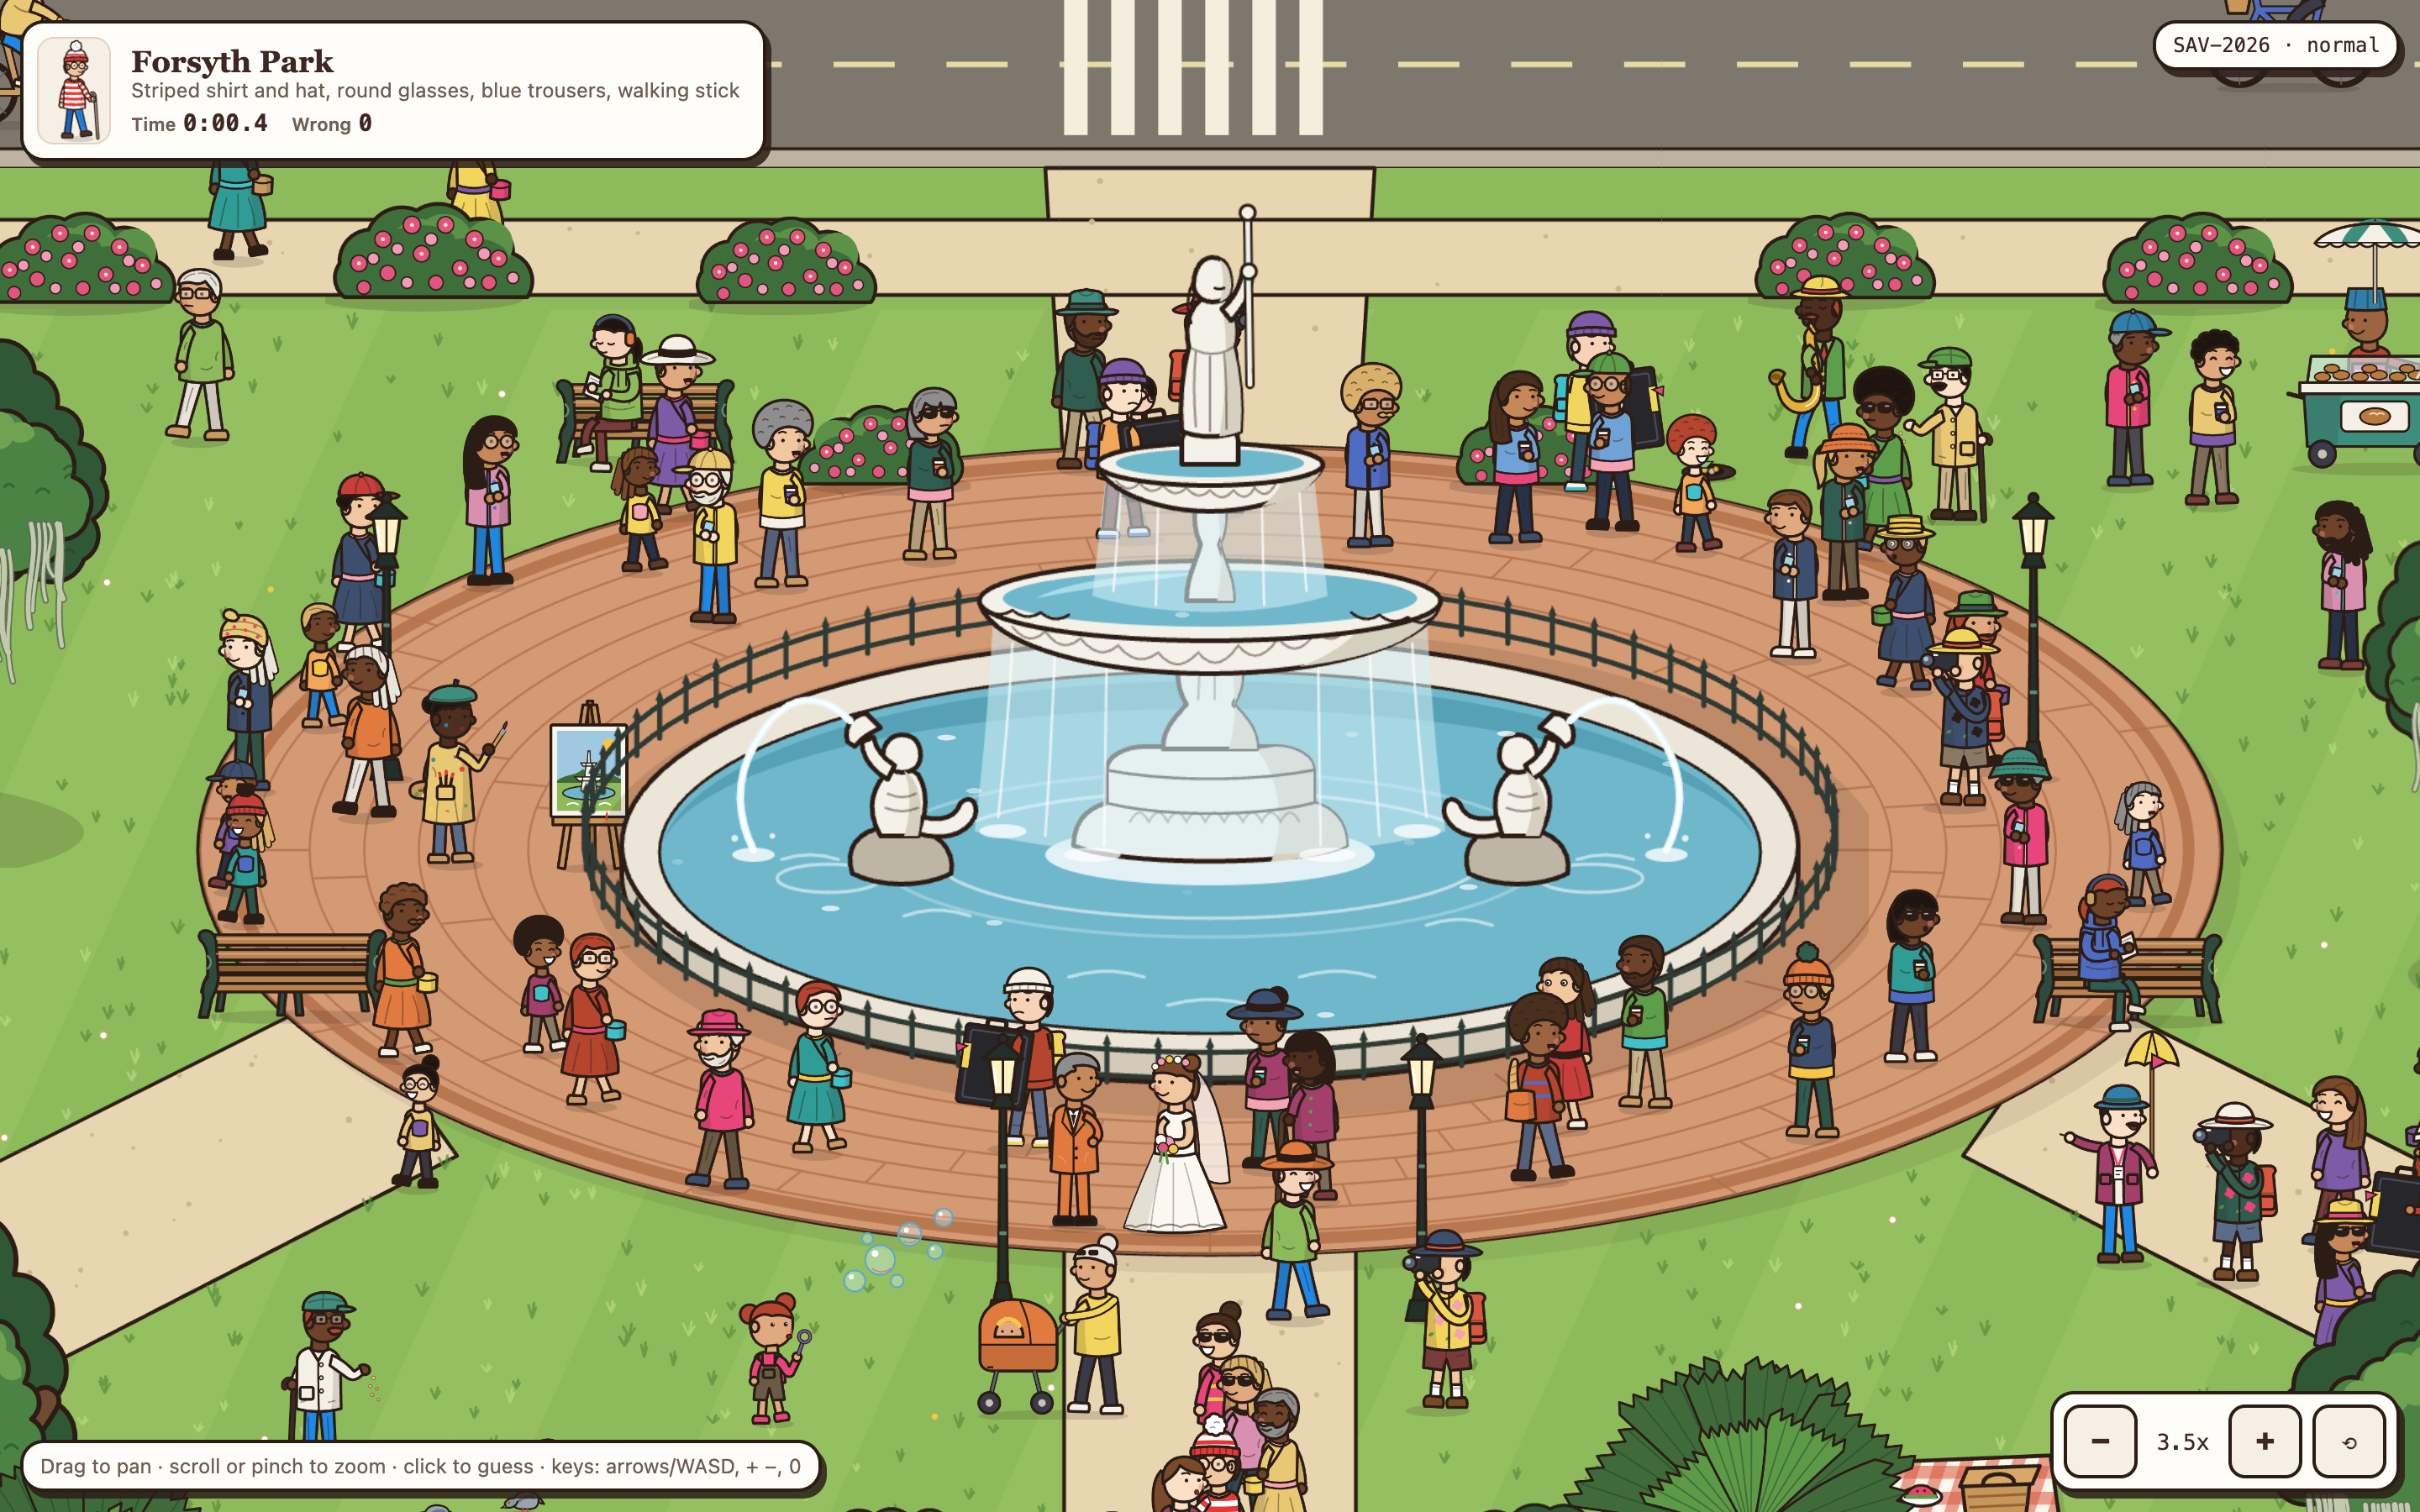 Forsyth Park
Striped shirt and hat, round glasses, blue trousers, walking stick
Time 0:00.4 Wrong 0
SAV-2026 · normal
Drag to pan · scroll or pinch to zoom · click to guess · keys: arrows/WASD, + −, 0
− 3.5x + ⟲